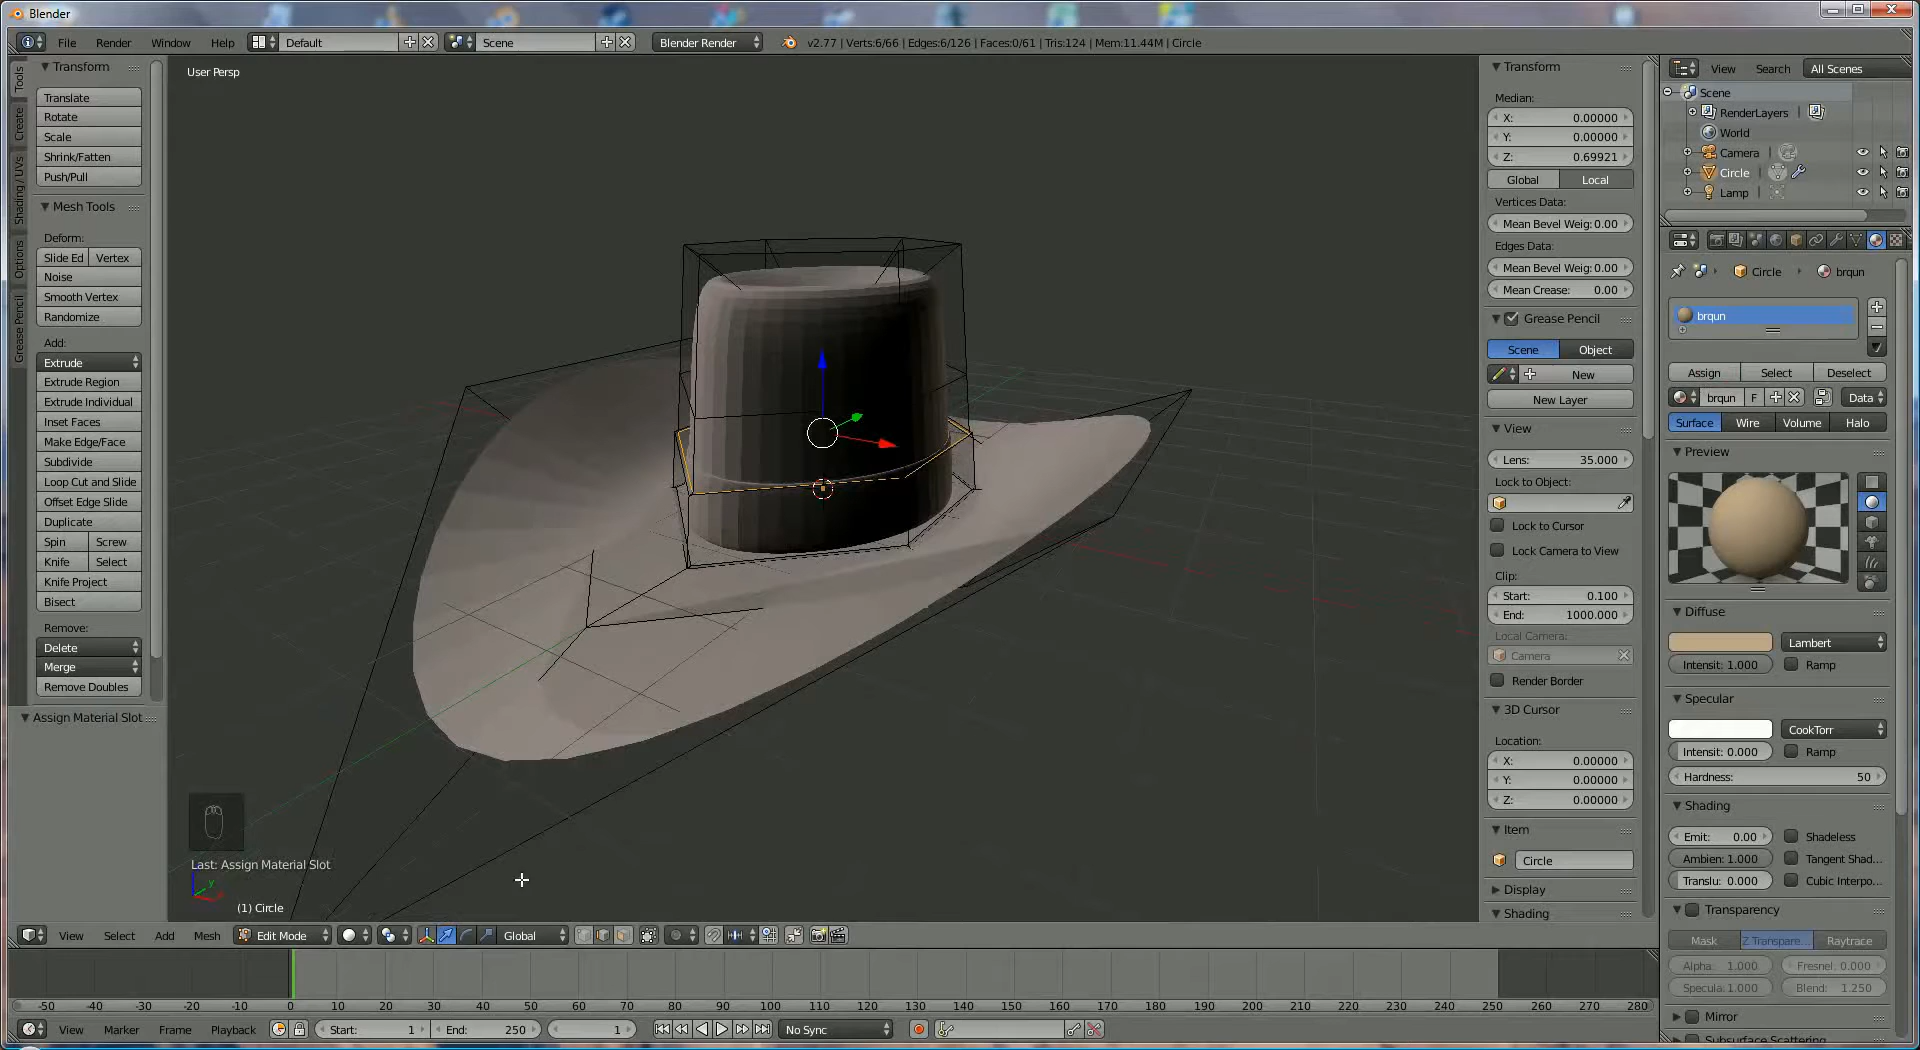 Blender
File Render Window Help Default Scene Blender Render v2.77 | Verts:6/66 | Edges:6/126 | Faces:0/61 | Tris:124 | Mem:11.44M | Circle
Tools
Create
Shading / UVs
Options
Grease Pencil
Transform
Translate
Rotate
Scale
Shrink/Fatten
Push/Pull
Mesh Tools
Deform:
Slide Ed Vertex
Noise
Smooth Vertex
Randomize
Add:
Extrude
Extrude Region
Extrude Individual
Inset Faces
Make Edge/Face
Subdivide
Loop Cut and Slide
Offset Edge Slide
Duplicate
Spin Screw
Knife Select
Knife Project
Bisect
Remove:
Delete
Merge
Remove Doubles
Assign Material Slot
User Persp
Last: Assign Material Slot
y
(1) Circle
Transform
Median:
X: 0.00000
Y: 0.00000
Z: 0.69921
Global Local
Vertices Data:
Mean Bevel Weig: 0.00
Edges Data:
Mean Bevel Weig: 0.00
Mean Crease: 0.00
Grease Pencil
Scene Object
New
New Layer
View
Lens: 35.000
Lock to Object:
Lock to Cursor
Lock Camera to View
Clip:
Start: 0.100
End: 1000.000
Local Camera:
Camera
Render Border
3D Cursor
Location:
X: 0.00000
Y: 0.00000
Z: 0.00000
Item
Circle
Display
Shading
View Search All Scenes
Scene
RenderLayers |
World
Camera |
Circle |
Lamp |
Circle brqun
brqun
Assign Select Deselect
brqun F Data
Surface Wire Volume Halo
Preview
Diffuse
Lambert
Intensit: 1.000 Ramp
Specular
CookTorr
Intensit: 0.000 Ramp
Hardness: 50
Shading
Emit: 0.00 Shadeless
Ambien: 1.000 Tangent Shad...
Translu: 0.000 Cubic Interpo...
Transparency
Mask Z Transpare... Raytrace
Alpha: 1.000 Fresnel: 0.000
Specula: 1.000 Blend: 1.250
Mirror
Subsurface Scattering
View Select Add Mesh Edit Mode Global
-50 -40 -30 -20 -10 0 10 20 30 40 50 60 70 80 90 100 110 120 130 140 150 160 170 180 190 200 210 220 230 240 250 260 270 280
View Marker Frame Playback Start: 1 End: 250 1 No Sync